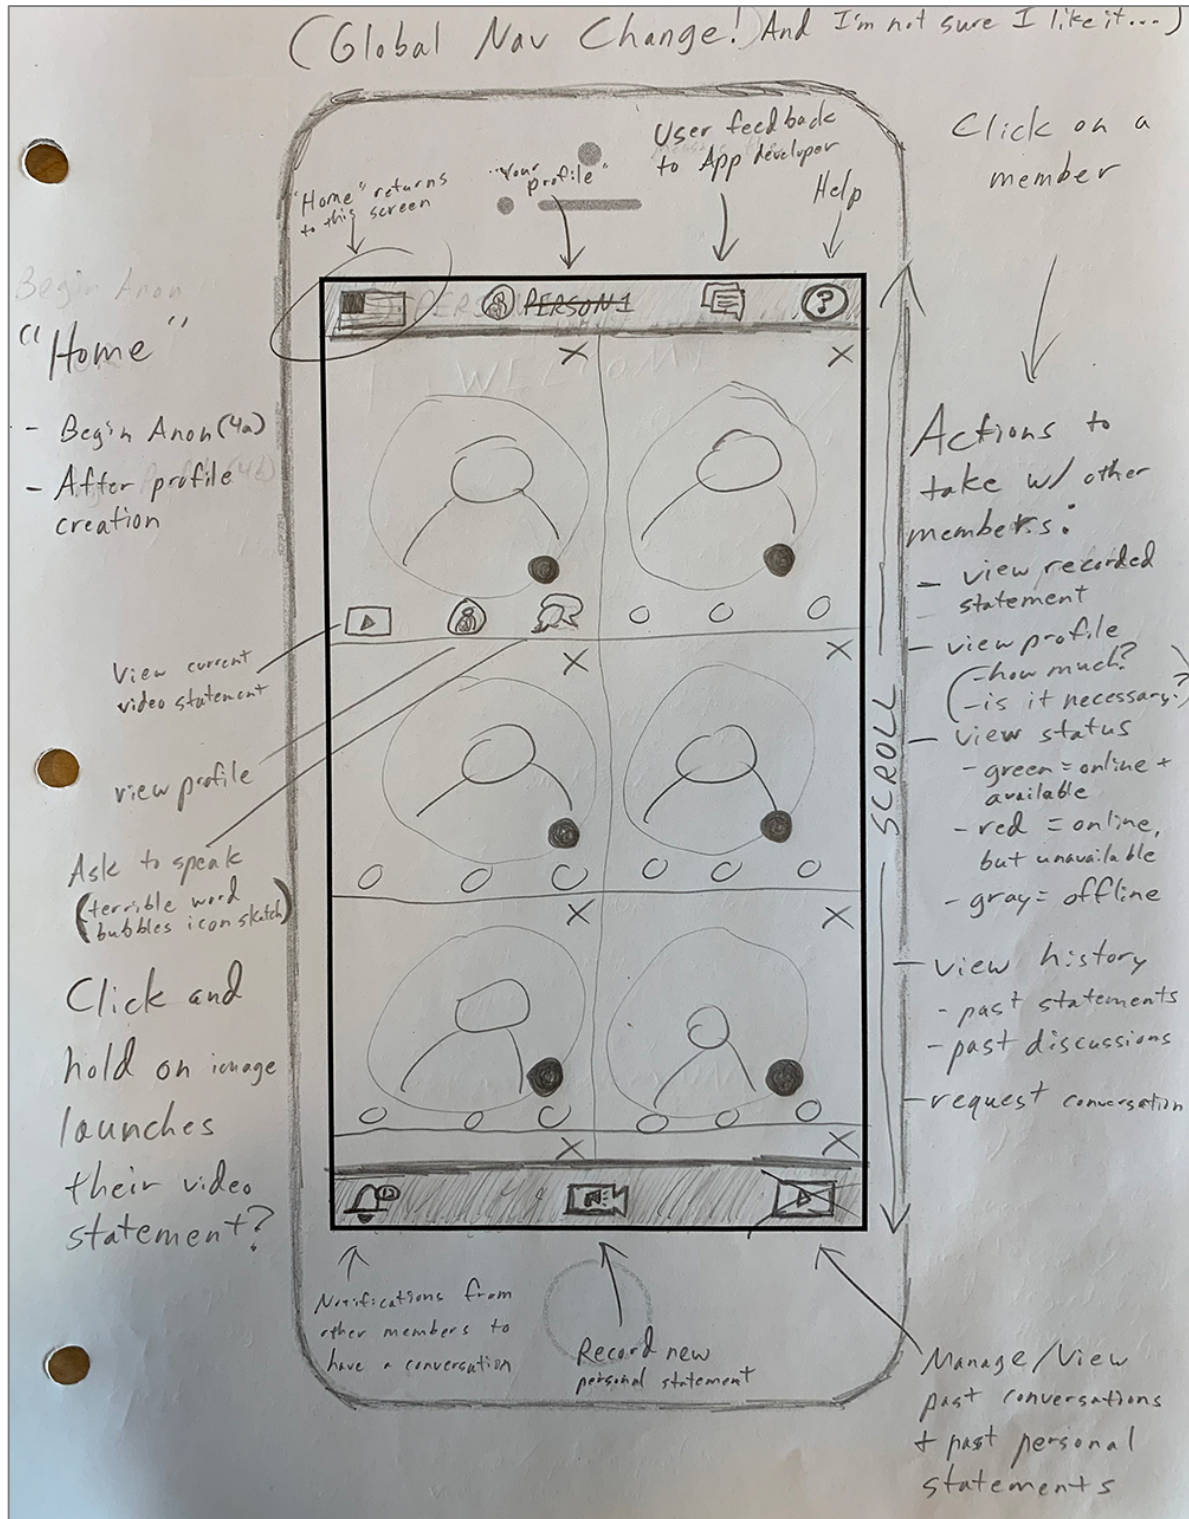 (Global Nav Change! And I'm not sure I like it...)
"Home" returns
to this screen
"Your
profile"
User feedback
to App developer
Help
Click on a
member
Begin Anon
"Home"
- Begin Anon (4a)
- After profile
creation
PERSON 1
WELCOME
View current
video statement
view profile
Ask to speak
(terrible word
bubbles icon sketch)
Click and
hold on image
launches
their video
statement?
SCROLL
Actions to
take w/ other
members:
- view recorded
statement
- view profile
(-how much?
-is it necessary?)
- view status
- green = online +
available
- red = online,
but unavailable
- gray = offline
- view history
- past statements
- past discussions
- request conversation
Notifications from
other members to
have a conversation
Record new
personal statement
Manage/View
past conversations
+ past personal
statements